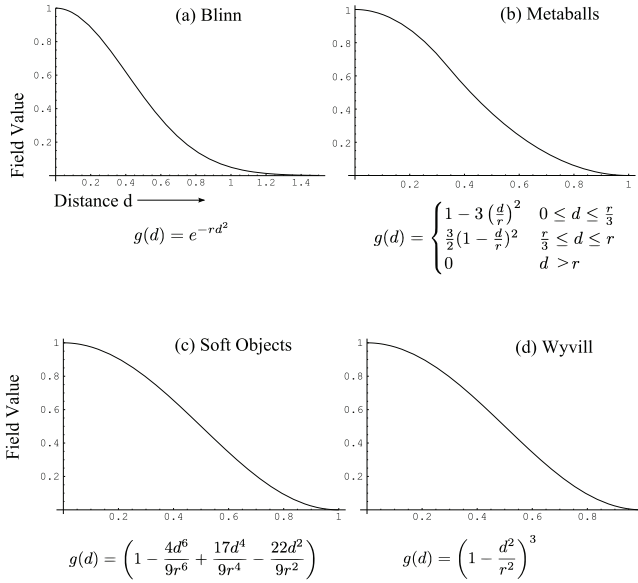 (a) Blinn
1
0.8
0.6
0.4
0.2
0.2 0.4 0.6 0.8 1 1.2 1.4
Field Value
Distance d
g(d) = e^{-rd^2}
(b) Metaballs
1
0.8
0.6
0.4
0.2
0.2 0.4 0.6 0.8 1
g(d) = { 1 − 3 (d/r)^2 0 ≤ d ≤ r/3
3/2(1 − d/r)^2 r/3 ≤ d ≤ r
0 d > r
(c) Soft Objects
1
0.8
0.6
0.4
0.2
0.2 0.4 0.6 0.8 1
Field Value
g(d) = (1 − 4d^6/9r^6 + 17d^4/9r^4 − 22d^2/9r^2)
(d) Wyvill
1
0.8
0.6
0.4
0.2
0.2 0.4 0.6 0.8 1
g(d) = (1 − d^2/r^2)^3